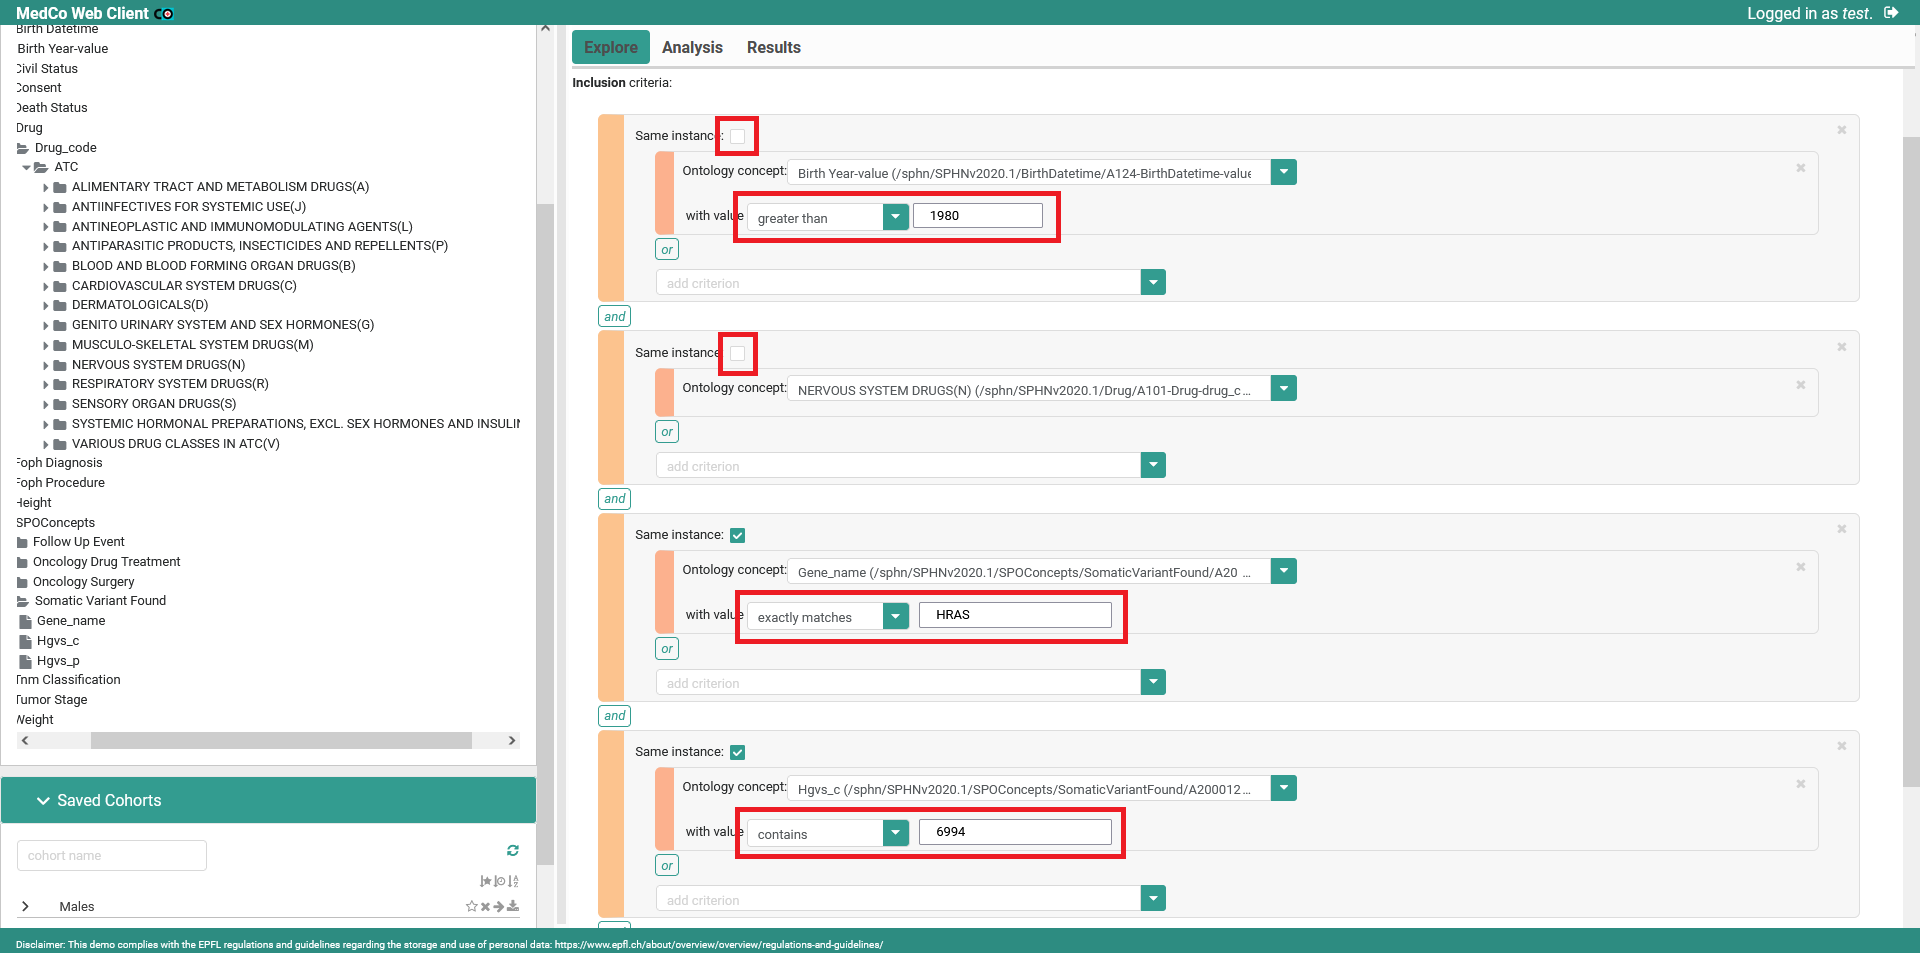 MedCo Web Client
Logged in as test.
Birth Datetime
Birth Year-value
Civil Status
Consent
Death Status
Drug
Drug_code
ATC
ALIMENTARY TRACT AND METABOLISM DRUGS(A)
ANTIINFECTIVES FOR SYSTEMIC USE(J)
ANTINEOPLASTIC AND IMMUNOMODULATING AGENTS(L)
ANTIPARASITIC PRODUCTS, INSECTICIDES AND REPELLENTS(P)
BLOOD AND BLOOD FORMING ORGAN DRUGS(B)
CARDIOVASCULAR SYSTEM DRUGS(C)
DERMATOLOGICALS(D)
GENITO URINARY SYSTEM AND SEX HORMONES(G)
MUSCULO-SKELETAL SYSTEM DRUGS(M)
NERVOUS SYSTEM DRUGS(N)
RESPIRATORY SYSTEM DRUGS(R)
SENSORY ORGAN DRUGS(S)
SYSTEMIC HORMONAL PREPARATIONS, EXCL. SEX HORMONES AND INSULIN
VARIOUS DRUG CLASSES IN ATC(V)
Foph Diagnosis
Foph Procedure
Height
SPOConcepts
Follow Up Event
Oncology Drug Treatment
Oncology Surgery
Somatic Variant Found
Gene_name
Hgvs_c
Hgvs_p
Tnm Classification
Tumor Stage
Weight
Saved Cohorts
cohort name
Males
Explore Analysis Results
Inclusion criteria:
Same instance:
Ontology concept: Birth Year-value (/sphn/SPHNv2020.1/BirthDatetime/A124-BirthDatetime-value
with value greater than 1980
or
add criterion
and
Same instance
Ontology concept: NERVOUS SYSTEM DRUGS(N) (/sphn/SPHNv2020.1/Drug/A101-Drug-drug_c...
or
add criterion
and
Same instance:
Ontology concept: Gene_name (/sphn/SPHNv2020.1/SPOConcepts/SomaticVariantFound/A20 ...
with value exactly matches HRAS
or
add criterion
and
Same instance:
Ontology concept: Hgvs_c (/sphn/SPHNv2020.1/SPOConcepts/SomaticVariantFound/A200012...
with value contains 6994
or
add criterion
Disclaimer: This demo complies with the EPFL regulations and guidelines regarding the storage and use of personal data: https://www.epfl.ch/about/overview/overview/regulations-and-guidelines/